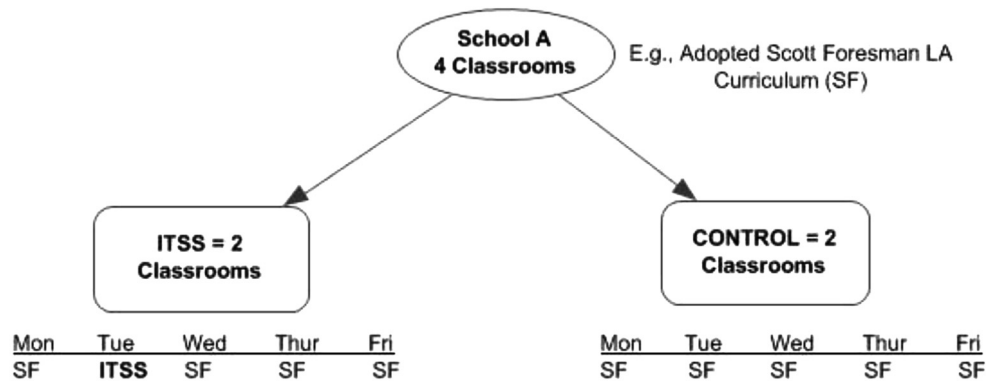 School A
4 Classrooms
E.g., Adopted Scott Foresman LA
Curriculum (SF)
ITSS = 2
Classrooms
CONTROL = 2
Classrooms
Mon Tue Wed Thur Fri
SF ITSS SF SF SF
Mon Tue Wed Thur Fri
SF SF SF SF SF